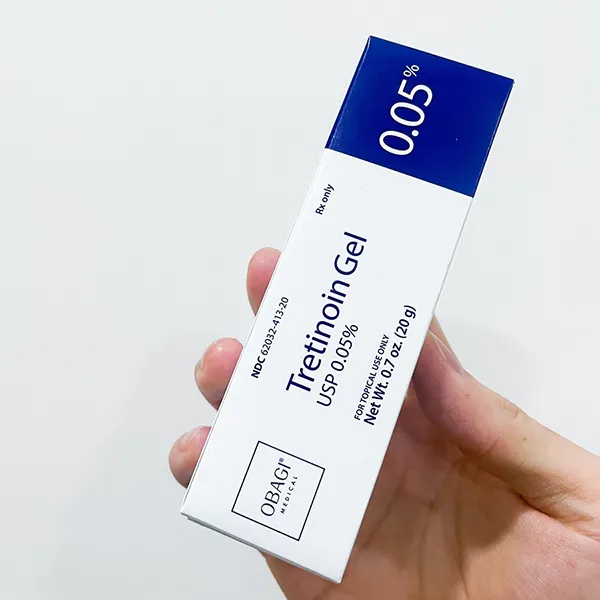 0.05%
Rx only
NDC 62032-413-20
Tretinoin Gel
USP 0.05%
FOR TOPICAL USE ONLY
Net Wt. 0.7 oz. (20 g)
OBAGI®
MEDICAL